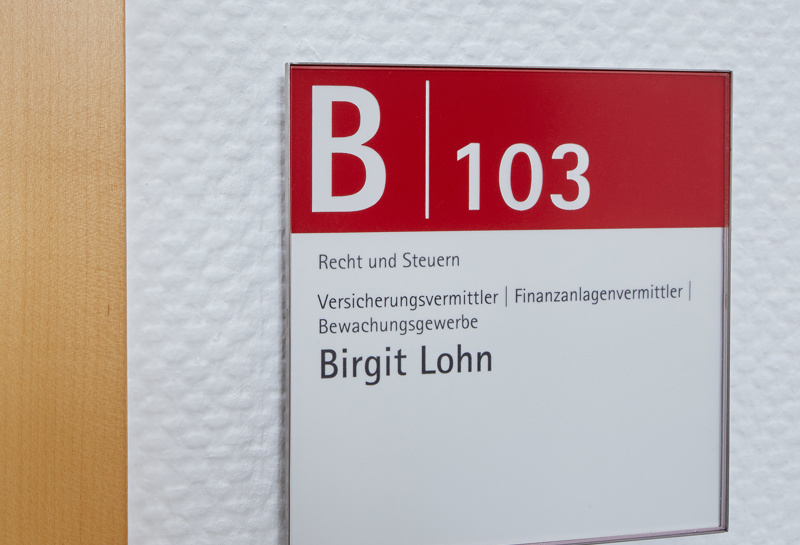 B | 103
Recht und Steuern
Versicherungsvermittler | Finanzanlagenvermittler |
Bewachungsgewerbe
Birgit Lohn